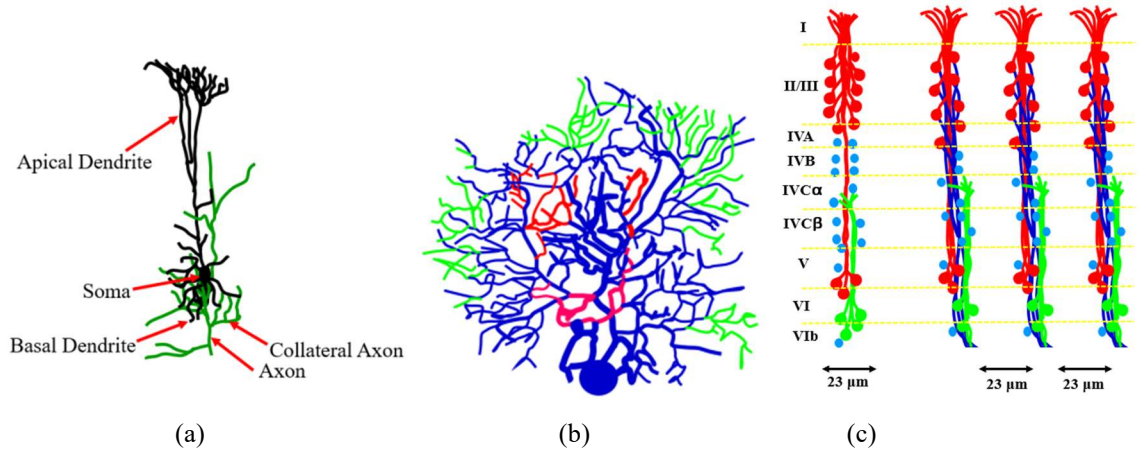 Apical Dendrite
Soma
Basal Dendrite
Collateral Axon
Axon
(a)
(b)
I
II/III
IVA
IVB
IVCα
IVCβ
V
VI
VIb
23 μm
23 μm
23 μm
(c)